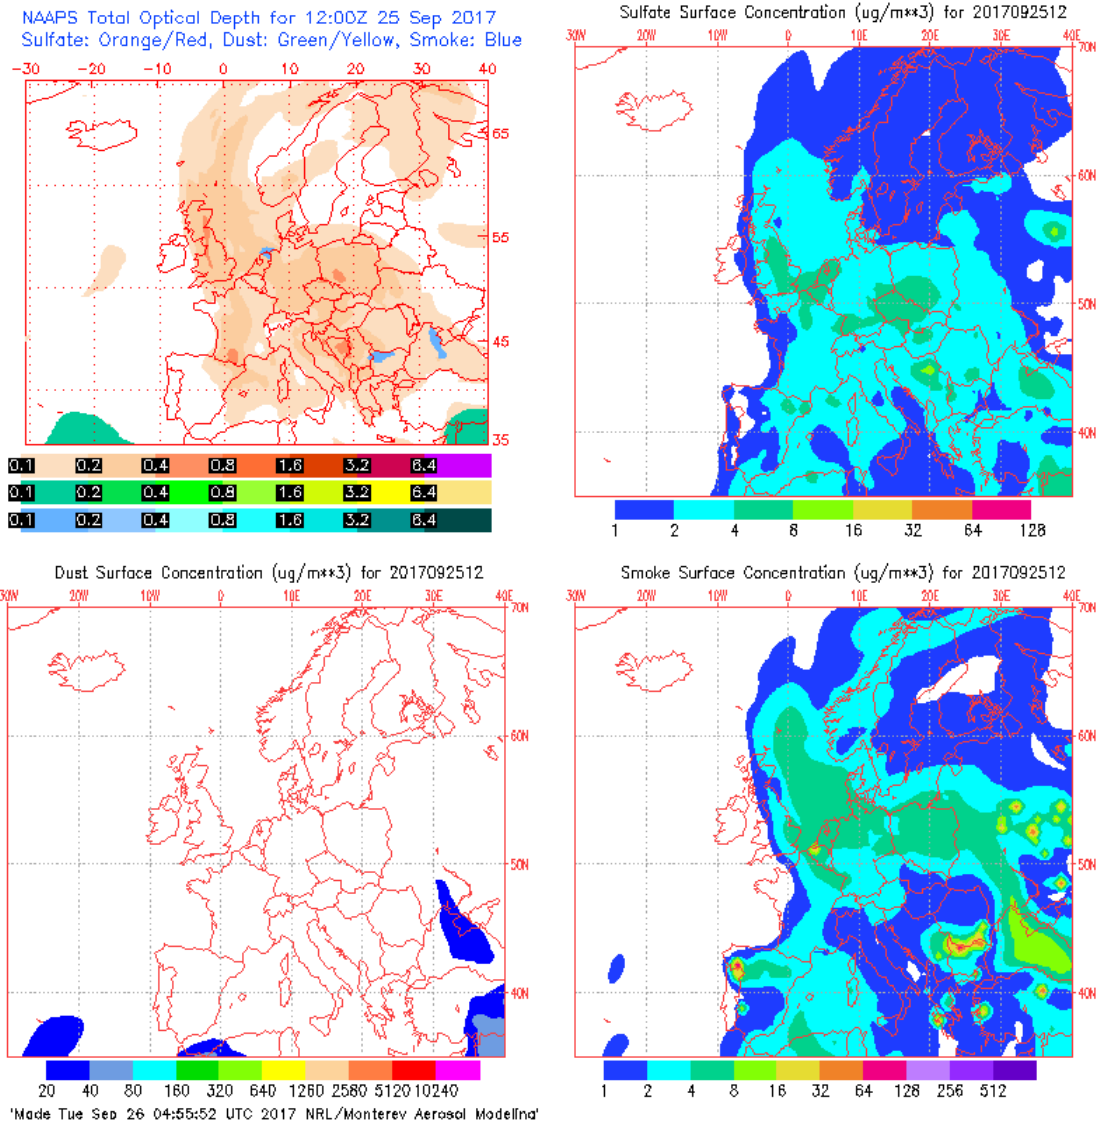 NAAPS Total Optical Depth for 12:00Z 25 Sep 2017
Sulfate: Orange/Red, Dust: Green/Yellow, Smoke: Blue
-30 -20 -10 0 10 20 30 40
65
55
45
35
0.1 0.2 0.4 0.8 1.6 3.2 6.4
0.1 0.2 0.4 0.8 1.6 3.2 6.4
0.1 0.2 0.4 0.8 1.6 3.2 6.4
Sulfate Surface Concentration (ug/m**3) for 2017092512
30W 20W 10W 0 10E 20E 30E 40E
70N
60N
50N
40N
1 2 4 8 16 32 64 128
Dust Surface Concentration (ug/m**3) for 2017092512
30W 20W 10W 0 10E 20E 30E 40E
70N
60N
50N
40N
20 40 80 160 320 640 1280 2560 5120 10240
Smoke Surface Concentration (ug/m**3) for 2017092512
30W 20W 10W 0 10E 20E 30E 40E
70N
60N
50N
40N
1 2 4 8 16 32 64 128 256 512
'Made Tue Sep 26 04:55:52 UTC 2017 NRL/Monterey Aerosol Modeling'